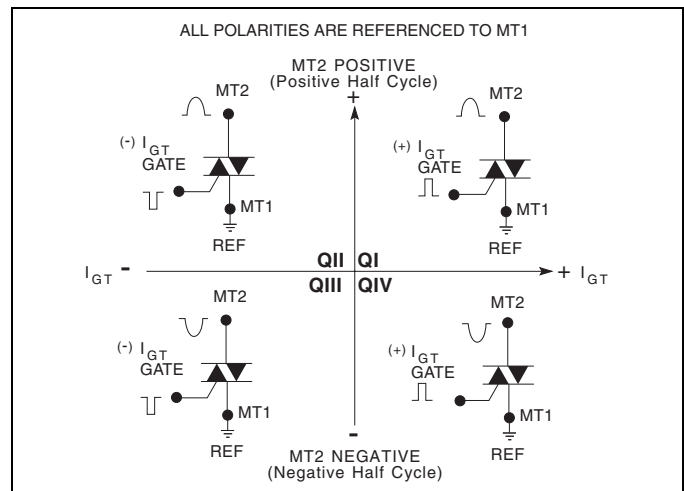 ALL POLARITIES ARE REFERENCED TO MT1
MT2 POSITIVE
(Positive Half Cycle)
+
MT2
(-) IGT
GATE
MT1
REF
MT2
(+) IGT
GATE
MT1
REF
IGT -
QII QI
QIII QIV
+ IGT
MT2
(-) IGT
GATE
MT1
REF
MT2
(+) IGT
GATE
MT1
REF
-
MT2 NEGATIVE
(Negative Half Cycle)